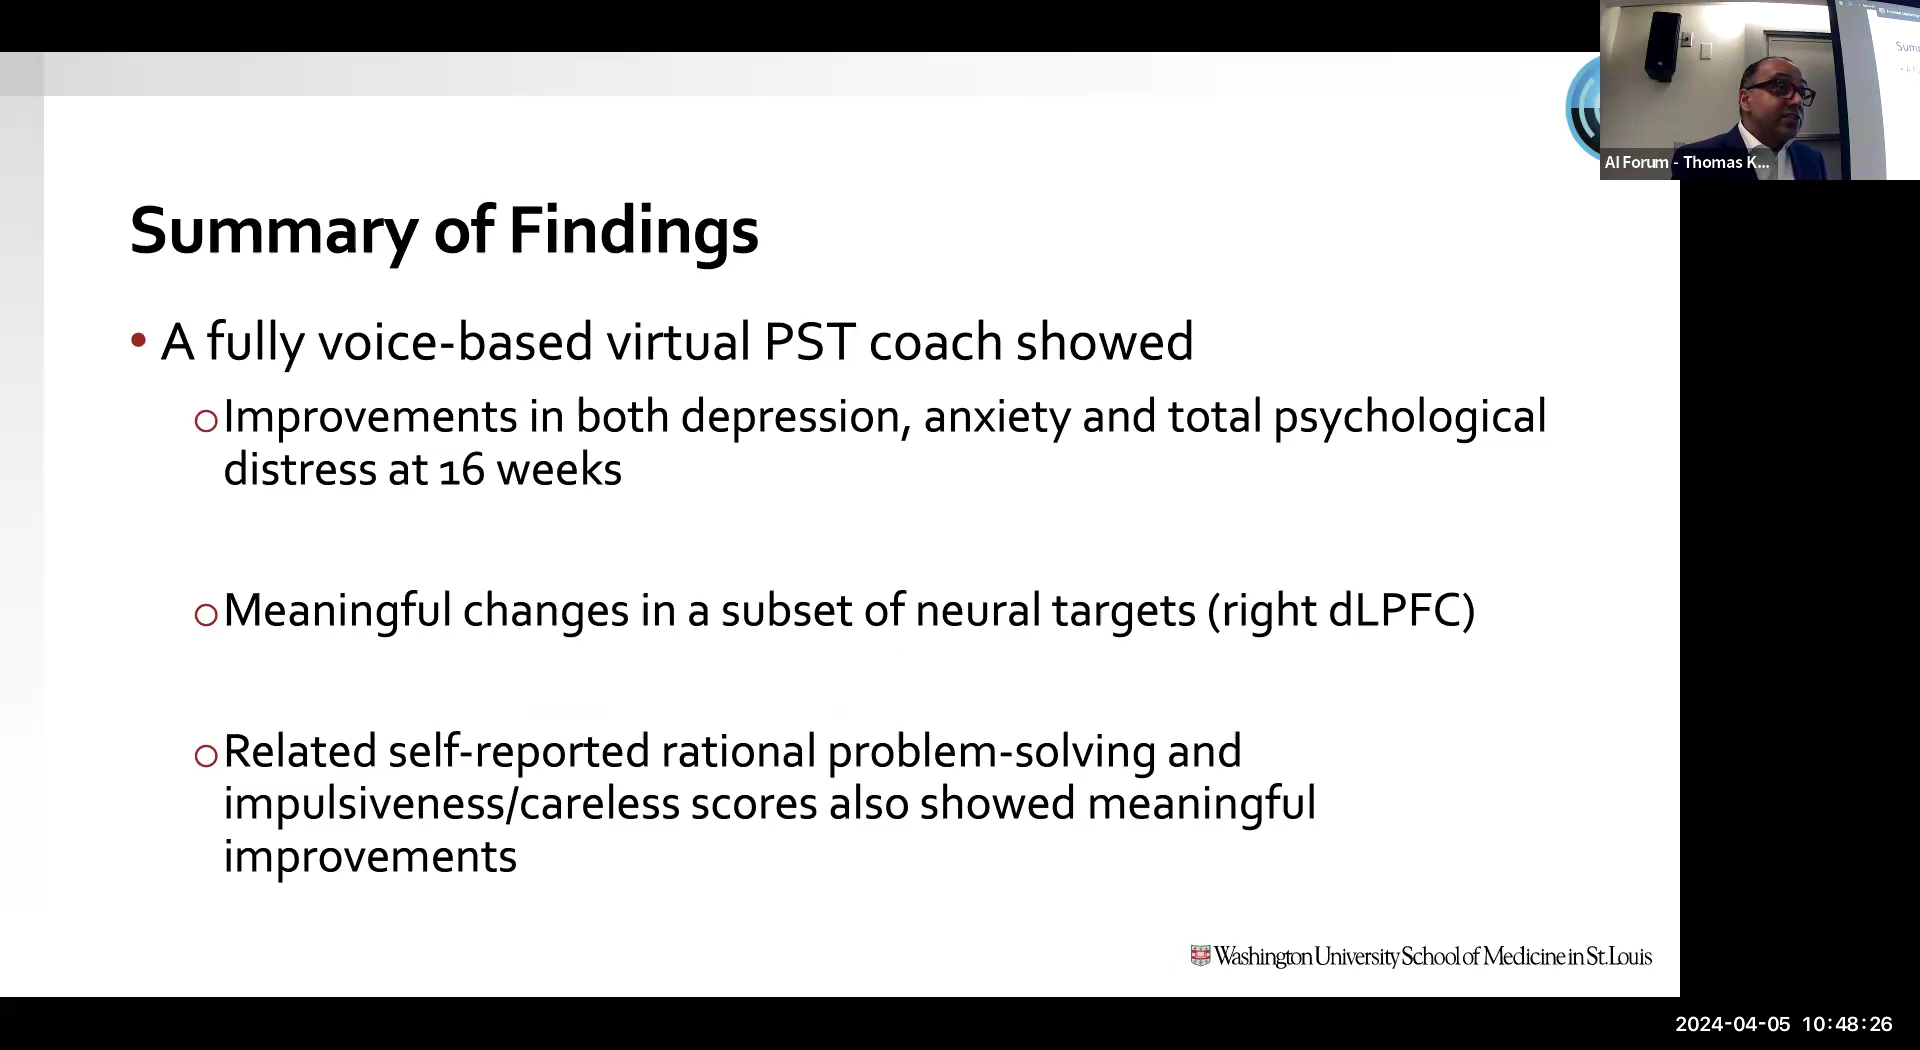 Summary of Findings
• A fully voice-based virtual PST coach showed
o Improvements in both depression, anxiety and total psychological
distress at 16 weeks
o Meaningful changes in a subset of neural targets (right dLPFC)
o Related self-reported rational problem-solving and
impulsiveness/careless scores also showed meaningful
improvements
Washington University School of Medicine in St. Louis
AI Forum - Thomas K...
2024-04-05 10:48:26